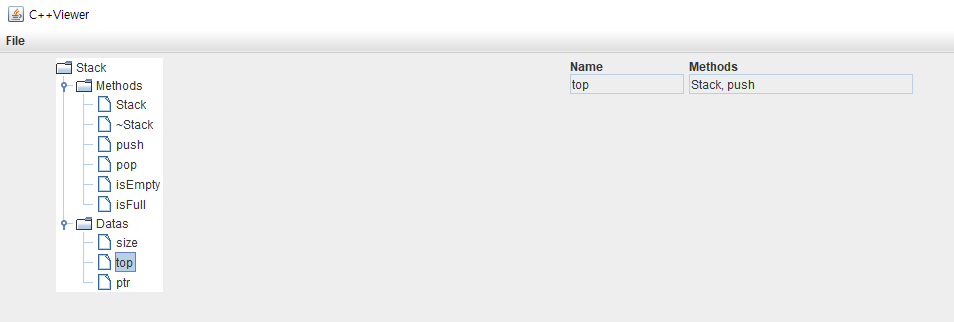 C++Viewer
File
Stack
Methods
Stack
~Stack
push
pop
isEmpty
isFull
Datas
size
top
ptr
Name Methods
top Stack, push